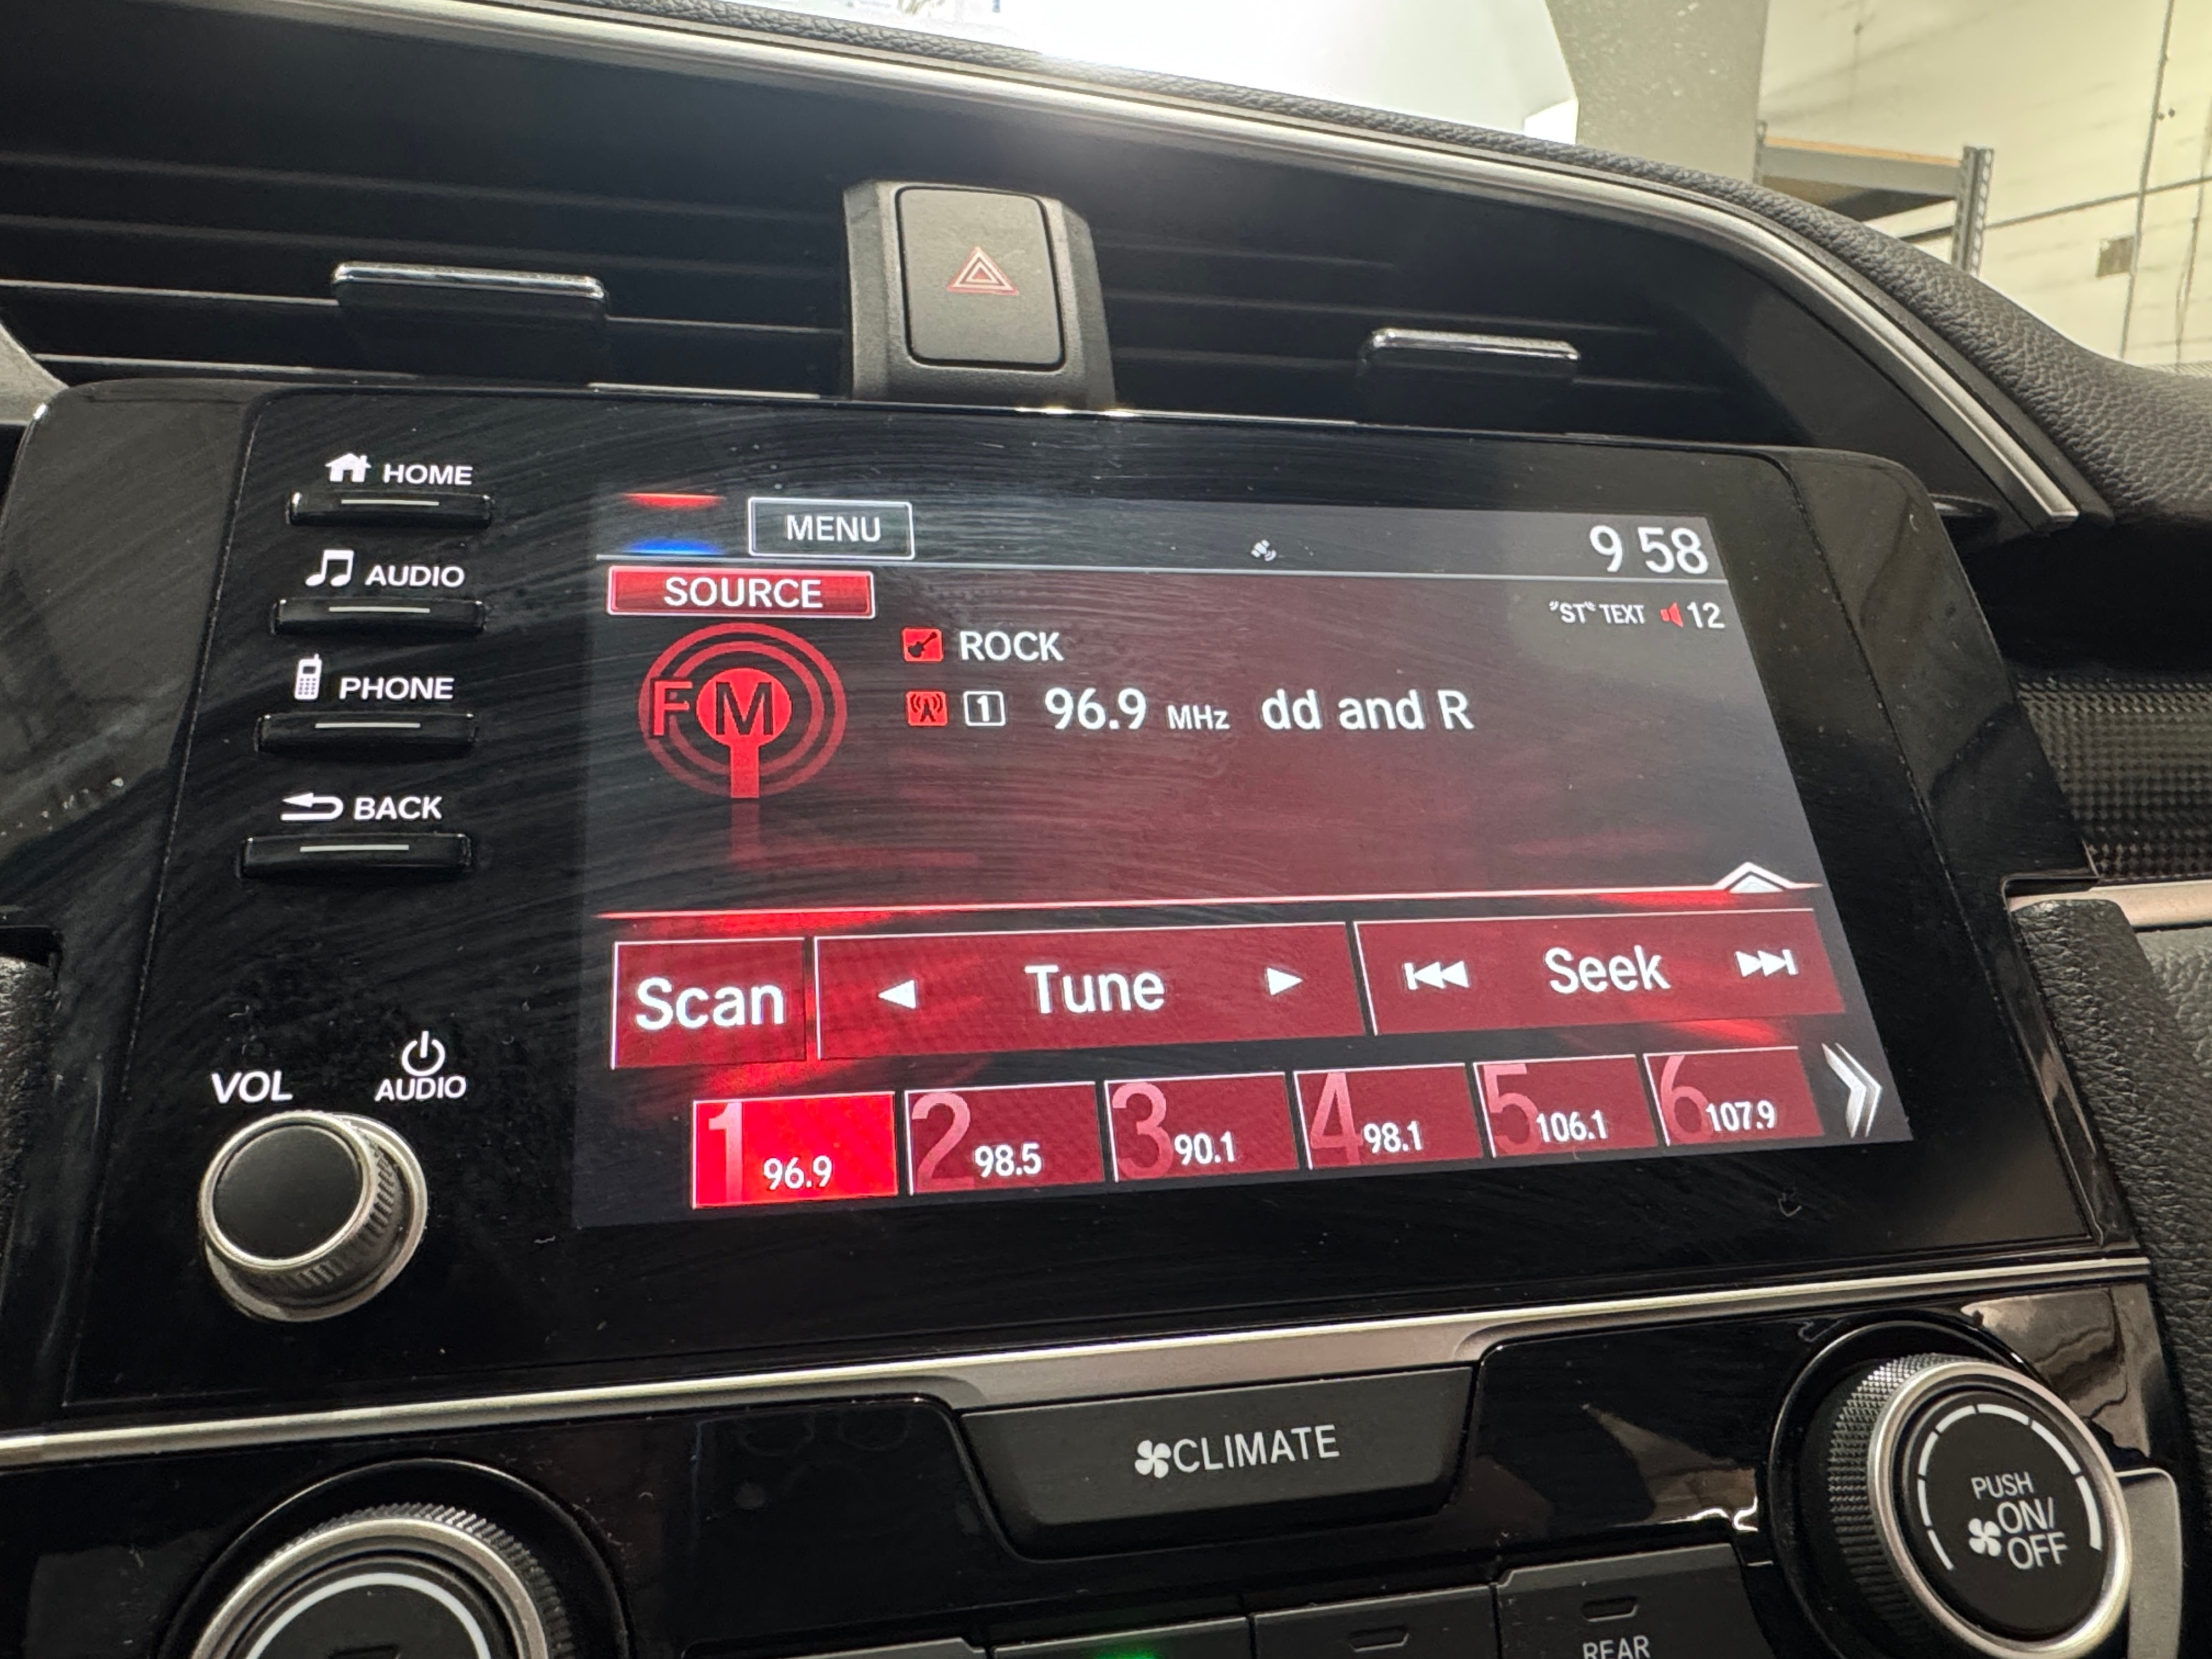 HOME
AUDIO
PHONE
BACK
VOL
AUDIO
MENU
9 58
SOURCE
"ST" TEXT 12
FM
ROCK
1 96.9 MHz dd and R
Scan
Tune
Seek
1 96.9
2 98.5
3 90.1
4 98.1
5 106.1
6 107.9
CLIMATE
PUSH
ON/
OFF
REAR